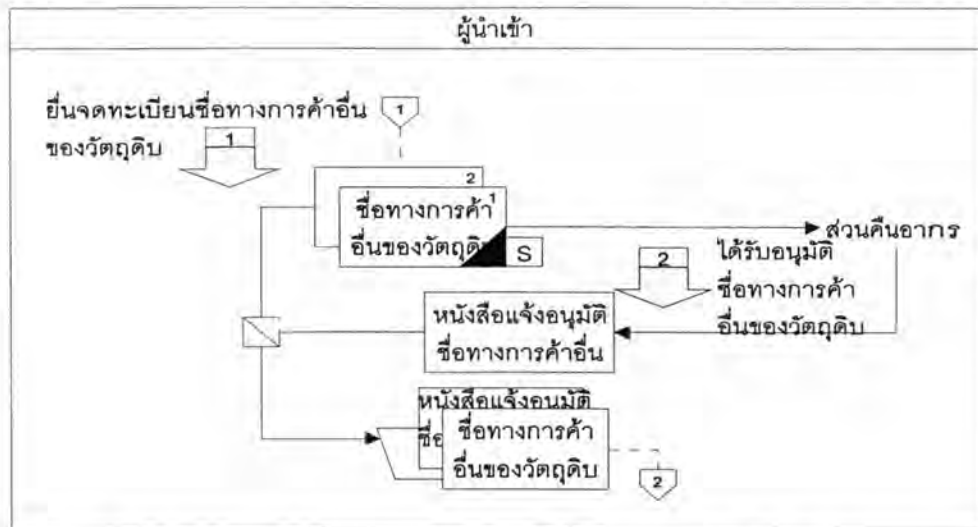 ผู้นำเข้า
ยื่นจดทะเบียนชื่อทางการค้าอื่น
ของวัตถุดิบ
1
1
2
ชื่อทางการค้า 1
อื่นของวัตถุดิบ
S
ส่วนคืนอากร
2
ได้รับอนุมัติ
ชื่อทางการค้า
อื่นของวัตถุดิบ
หนังสือแจ้งอนุมัติ
ชื่อทางการค้าอื่น
หนังสือแจ้งอนุมัติ
ชื่อ
ชื่อทางการค้า
อื่นของวัตถุดิบ
2